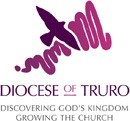 DIOCESE OF TRURO
DISCOVERING GOD'S KINGDOM
GROWING THE CHURCH